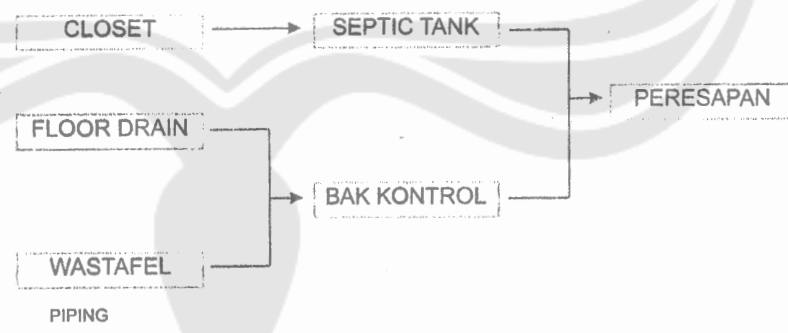 CLOSET
SEPTIC TANK
PERESAPAN
FLOOR DRAIN
BAK KONTROL
WASTAFEL
PIPING